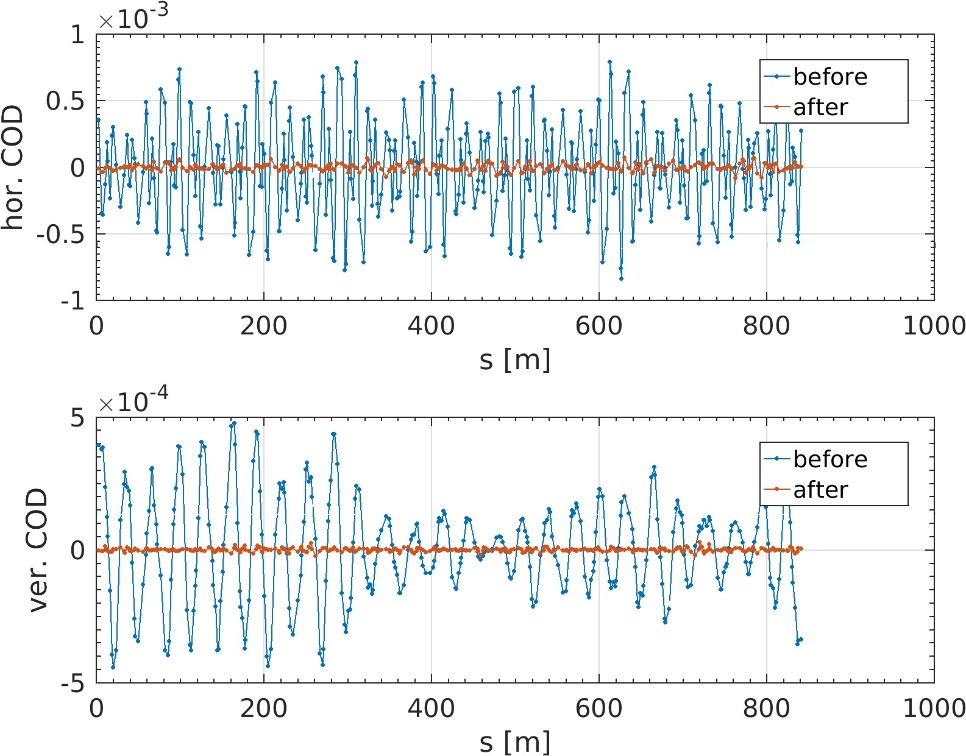 ×10⁻³
1
0.5
0
-0.5
-1
hor. COD
before
after
0 200 400 600 800 1000
s [m]
×10⁻⁴
5
0
-5
ver. COD
before
after
0 200 400 600 800 1000
s [m]